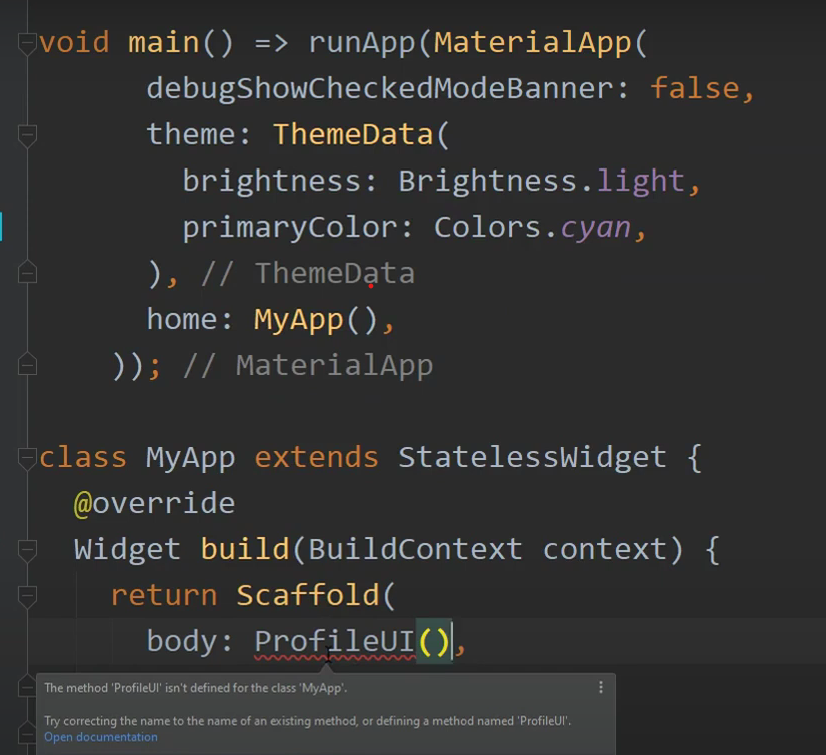 void main() => runApp(MaterialApp(
debugShowCheckedModeBanner: false,
theme: ThemeData(
brightness: Brightness.light,
primaryColor: Colors.cyan,
), // ThemeData
home: MyApp(),
)); // MaterialApp
class MyApp extends StatelessWidget {
@override
Widget build(BuildContext context) {
return Scaffold(
body: ProfileUI(),
The method 'ProfileUI' isn't defined for the class 'MyApp'.
Try correcting the name to the name of an existing method, or defining a method named 'ProfileUI'.
Open documentation